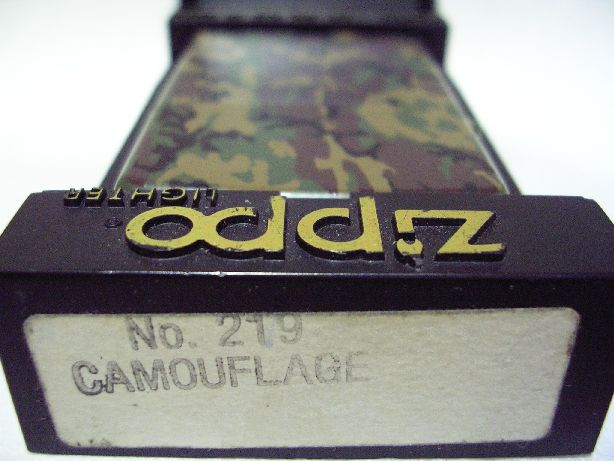 LIGHTER
zippo
No. 219
CAMOUFLAGE